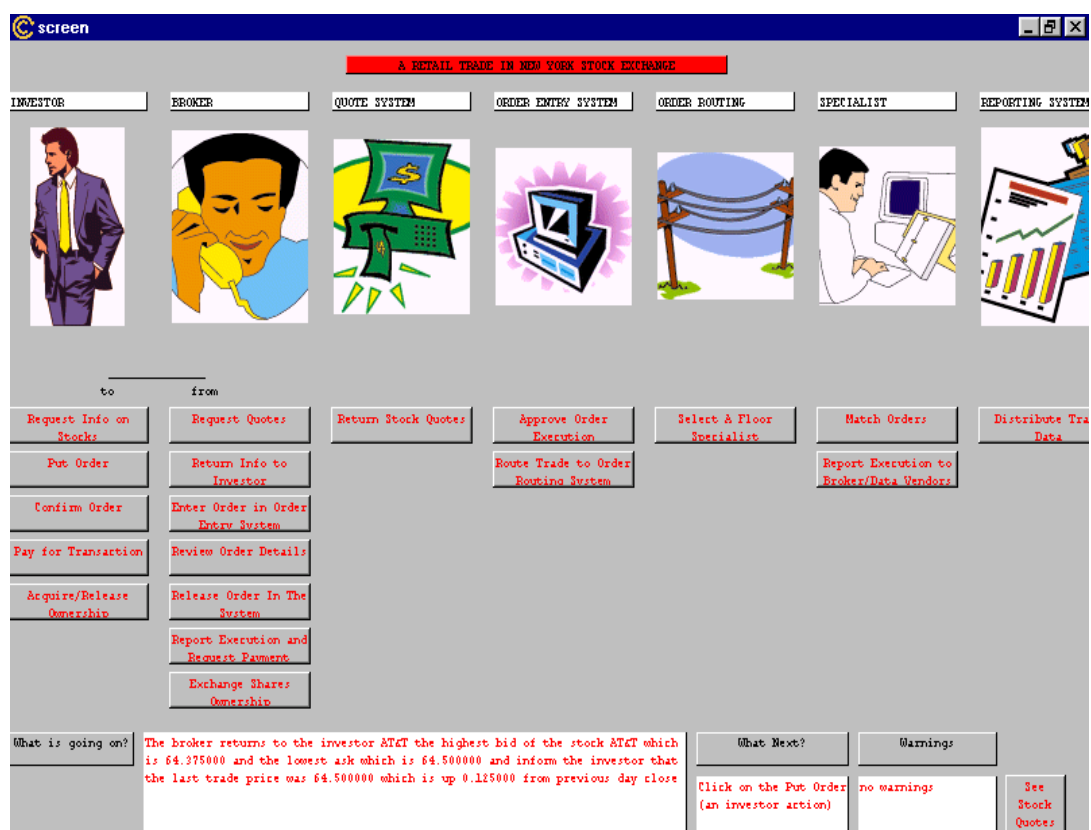 screen
A RETAIL TRADE IN NEW YORK STOCK EXCHANGE
INVESTOR
BROKER
QUOTE SYSTEM
ORDER ENTRY SYSTEM
ORDER ROUTING
SPECIALIST
REPORTING SYSTEM
$
to
from
Request Info on
Stocks
Put Order
Confirm Order
Pay for Transaction
Acquire/Release
Ownership
Request Quotes
Return Info to
Investor
Enter Order in Order
Entry System
Review Order Details
Release Order In The
System
Report Execution and
Request Payment
Exchange Shares
Ownership
Return Stock Quotes
Approve Order
Execution
Route Trade to Order
Routing System
Select A Floor
Specialist
Match Orders
Report Execution to
Broker/Data Vendors
Distribute Tra
Data
What is going on?
The broker returns to the investor AT&T the highest bid of the stock AT&T which
is 64.375000 and the lowest ask which is 64.500000 and inform the investor that
the last trade price was 64.500000 which is up 0.125000 from previous day close
What Next?
Click on the Put Order
(an investor action)
Warnings
no warnings
See
Stock
Quotes